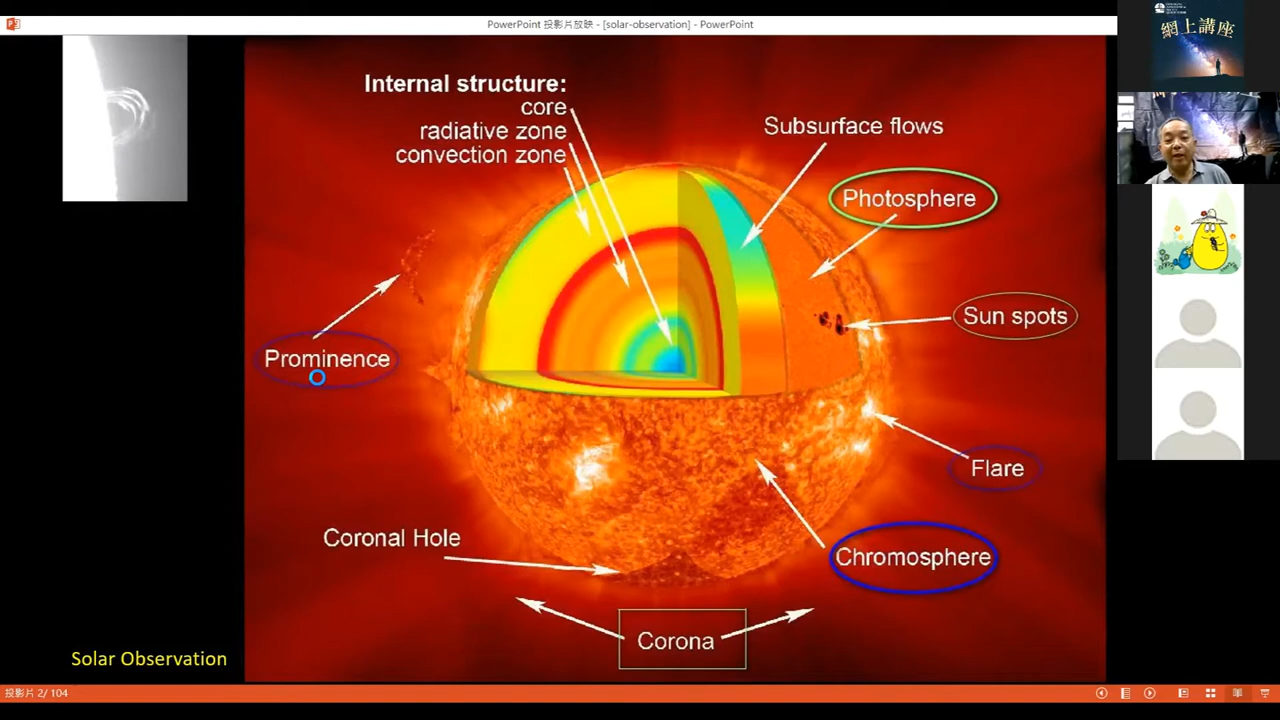 PowerPoint 投影片放映 - [solar-observation] - PowerPoint
網上講座
Internal structure:
core
radiative zone
convection zone
Subsurface flows
Photosphere
Sun spots
Prominence
Flare
Coronal Hole
Chromosphere
Corona
Solar Observation
投影片 2/ 104